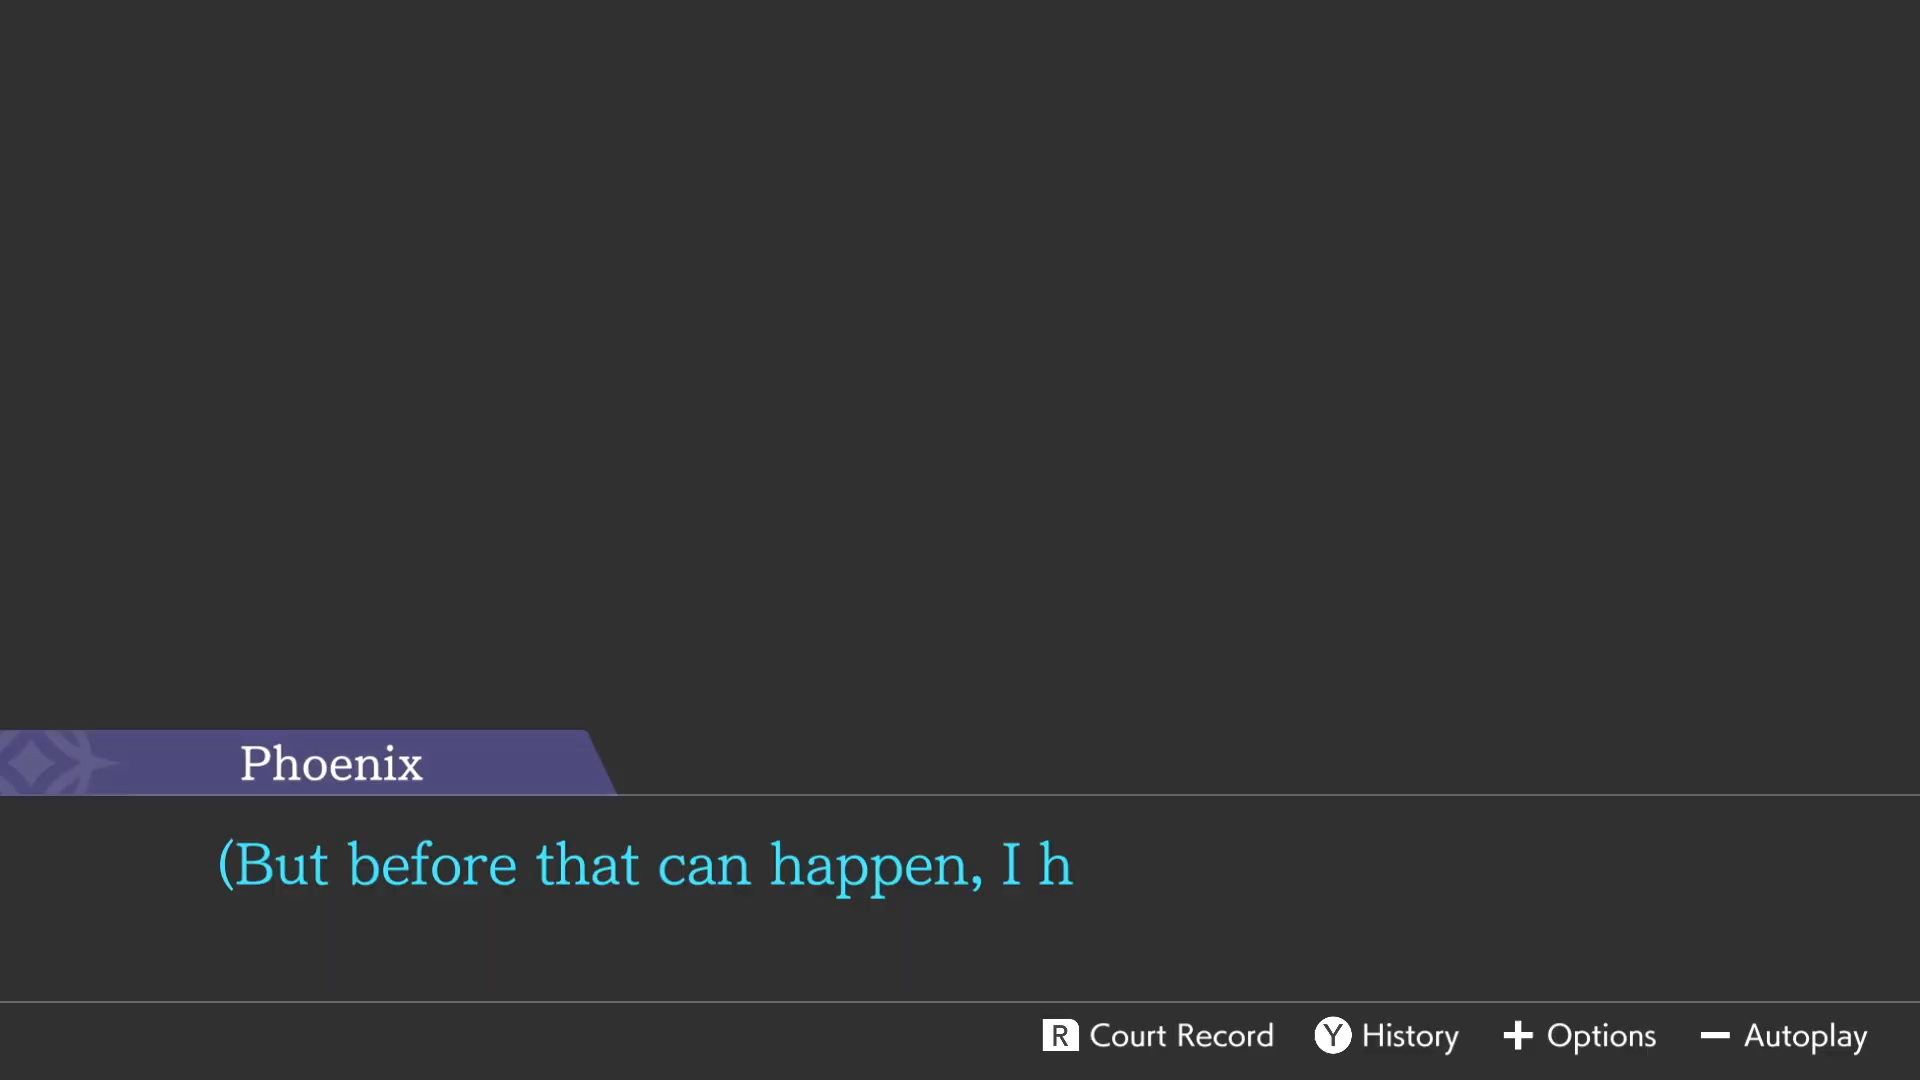 Phoenix
(But before that can happen, I h
R Court Record Y History + Options − Autoplay